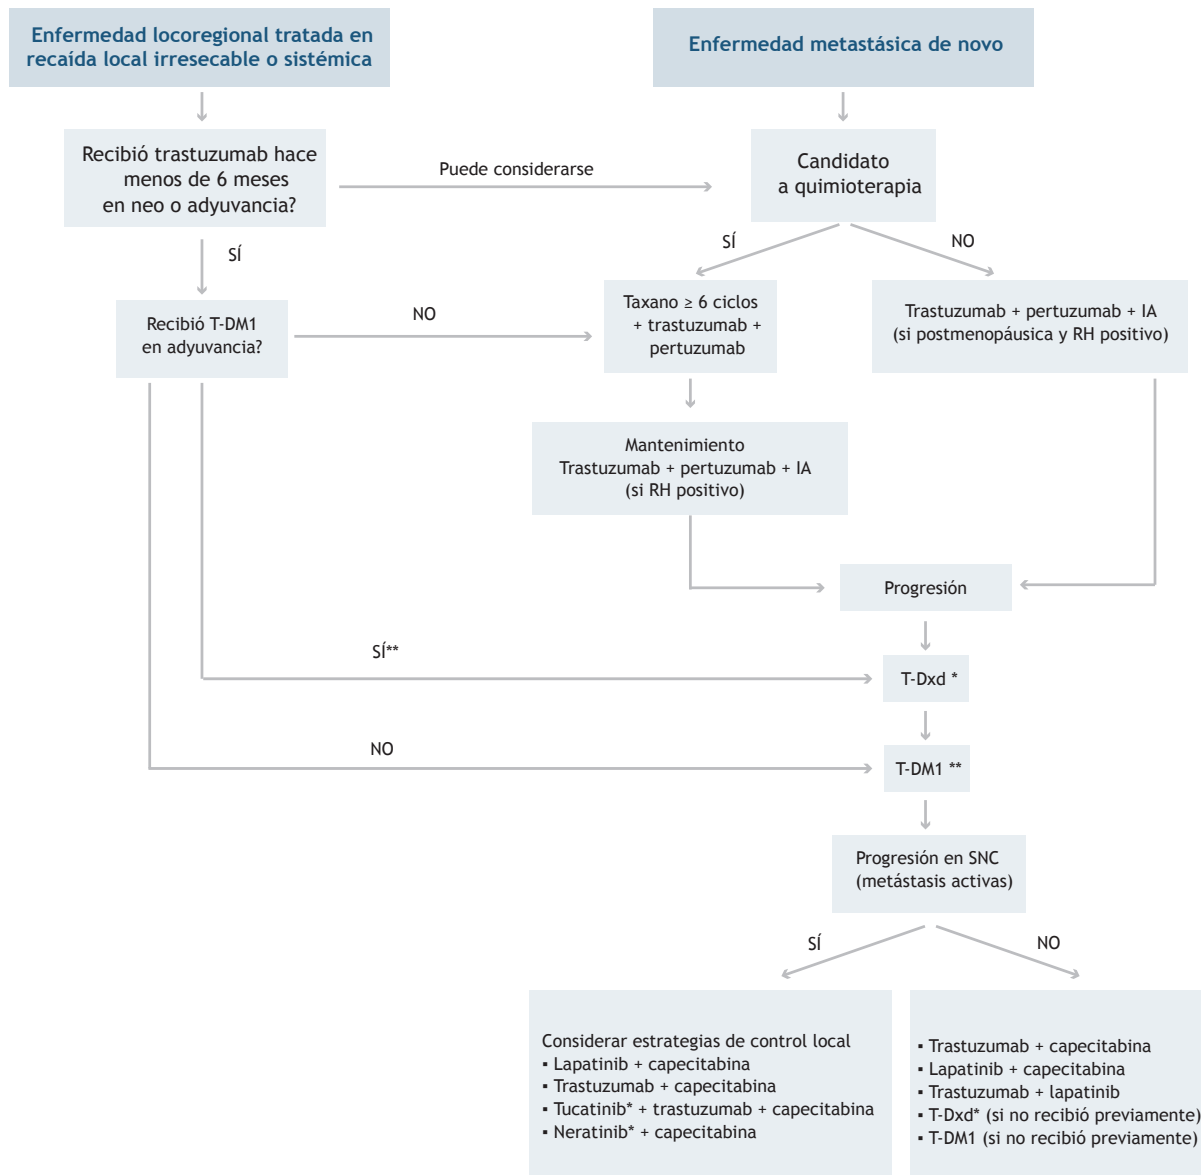 Enfermedad locoregional tratada en
recaída local irresecable o sistémica
Enfermedad metastásica de novo
Recibió trastuzumab hace
menos de 6 meses
en neo o adyuvancia?
Puede considerarse
Candidato
a quimioterapia
SÍ
SÍ
NO
Recibió T-DM1
en adyuvancia?
NO
Taxano ≥ 6 ciclos
+ trastuzumab +
pertuzumab
Trastuzumab + pertuzumab + IA
(si postmenopáusica y RH positivo)
Mantenimiento
Trastuzumab + pertuzumab + IA
(si RH positivo)
Progresión
SÍ**
T-Dxd *
NO
T-DM1 **
Progresión en SNC
(metástasis activas)
SÍ
NO
Considerar estrategias de control local
▪ Lapatinib + capecitabina
▪ Trastuzumab + capecitabina
▪ Tucatinib* + trastuzumab + capecitabina
▪ Neratinib* + capecitabina
▪ Trastuzumab + capecitabina
▪ Lapatinib + capecitabina
▪ Trastuzumab + lapatinib
▪ T-Dxd* (si no recibió previamente)
▪ T-DM1 (si no recibió previamente)